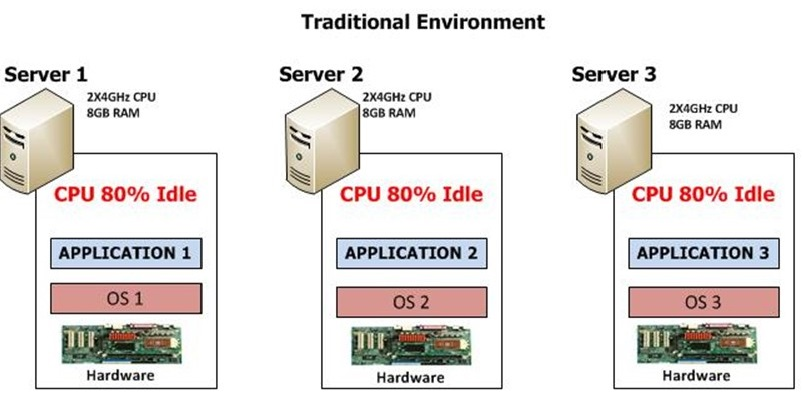 Traditional Environment
Server 1
2X4GHz CPU
8GB RAM
CPU 80% Idle
APPLICATION 1
OS 1
Hardware
Server 2
2X4GHz CPU
8GB RAM
CPU 80% Idle
APPLICATION 2
OS 2
Hardware
Server 3
2X4GHz CPU
8GB RAM
CPU 80% Idle
APPLICATION 3
OS 3
Hardware